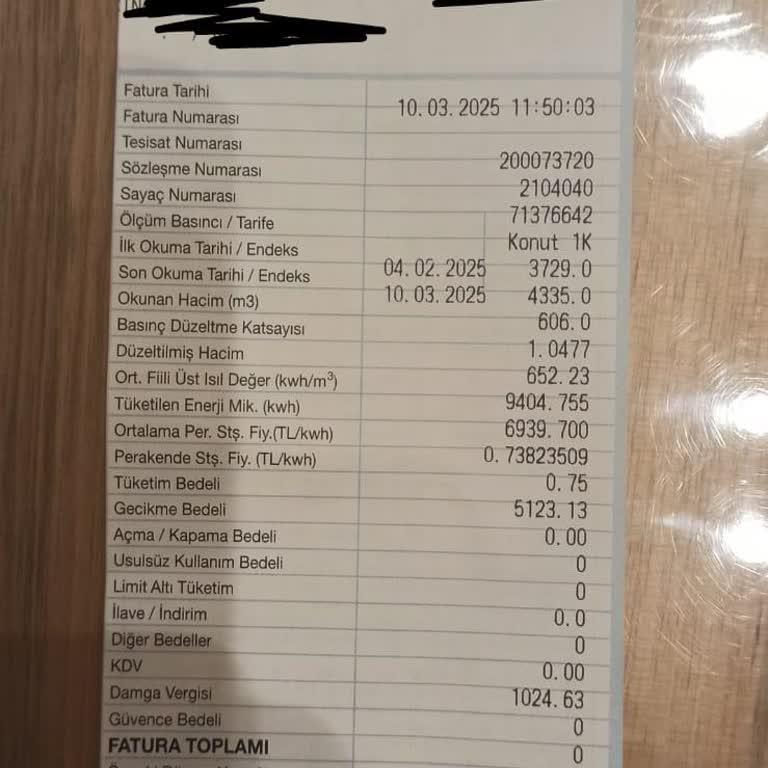 Fatura Tarihi
10.03.2025 11:50:03
Fatura Numarası
Tesisat Numarası
200073720
Sözleşme Numarası
2104040
Sayaç Numarası
71376642
Ölçüm Basıncı / Tarife
Konut 1K
İlk Okuma Tarihi / Endeks
04.02.2025 3729.0
Son Okuma Tarihi / Endeks
10.03.2025 4335.0
Okunan Hacim (m3)
606.0
Basınç Düzeltme Katsayısı
1.0477
Düzeltilmiş Hacim
652.23
Ort. Fiili Üst Isıl Değer (kwh/m³)
9404.755
Tüketilen Enerji Mik. (kwh)
6939.700
Ortalama Per. Stş. Fiy.(TL/kwh)
0.73823509
Perakende Stş. Fiy. (TL/kwh)
0.75
Tüketim Bedeli
5123.13
Gecikme Bedeli
0.00
Açma / Kapama Bedeli
0
Usulsüz Kullanım Bedeli
0
Limit Altı Tüketim
0.0
İlave / İndirim
0
Diğer Bedeller
0.00
KDV
1024.63
Damga Vergisi
0
Güvence Bedeli
0
FATURA TOPLAMI